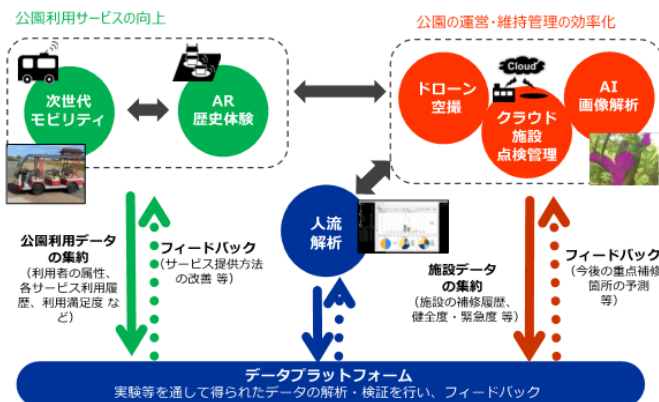 公園利用サービスの向上
公園の運営・維持管理の効率化
次世代
モビリティ
AR
歴史体験
ドローン
空撮
Cloud
クラウド
施設
点検管理
AI
画像解析
人流
解析
公園利用データ
の集約
(利用者の属性、
各サービス利用履
歴、利用満足度 な
ど)
フィードバック
(サービス提供方法
の改善 等)
施設データ
の集約
(施設の補修履歴、
健全度・緊急度 等)
フィードバック
(今後の重点補修
箇所の予測
等)
データプラットフォーム
実験等を通して得られたデータの解析・検証を行い、フィードバック